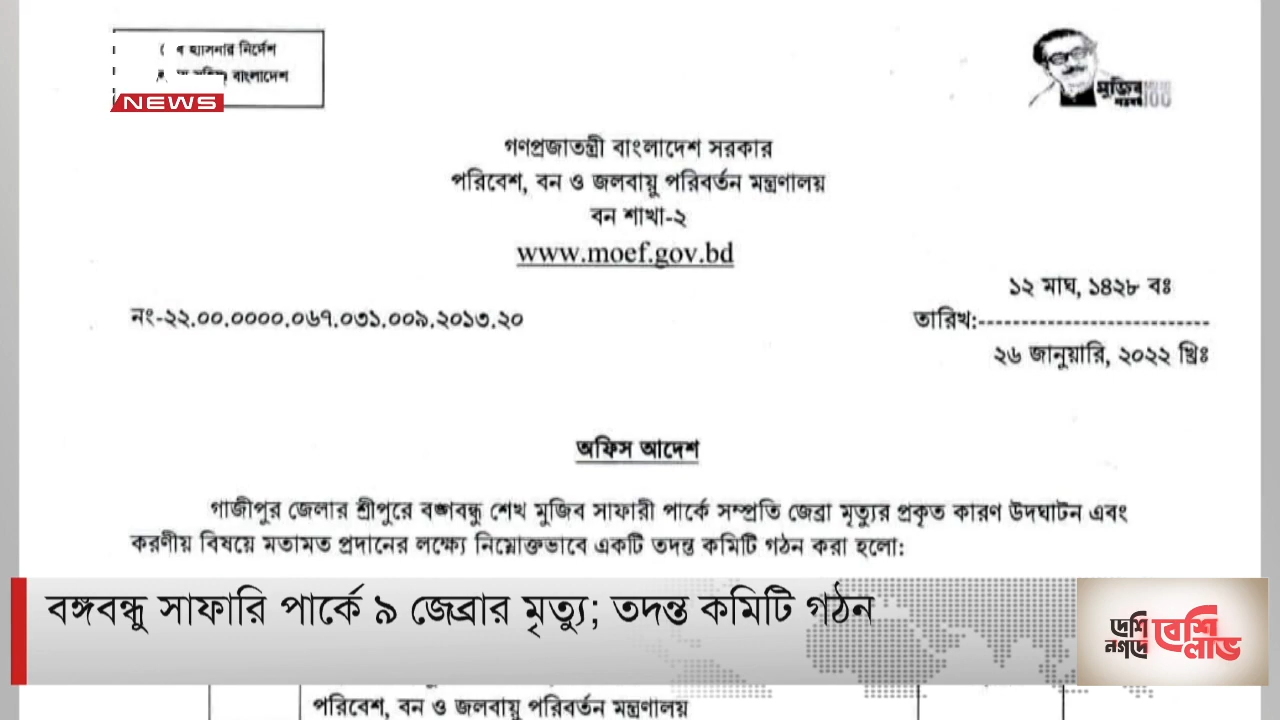 হাসিনার নির্দেশ
বাংলাদেশ
NEWS
মুজিব
100
গণপ্রজাতন্ত্রী বাংলাদেশ সরকার
পরিবেশ, বন ও জলবায়ু পরিবর্তন মন্ত্রণালয়
বন শাখা-২
www.moef.gov.bd
১২ মাঘ, ১৪২৮ বঃ
নং-২২.০০.০০০০.০৬৭.০৩১.০০৯.২০১৩.২০
তারিখ:---------------------------
২৬ জানুয়ারি, ২০২২ খ্রিঃ
অফিস আদেশ
গাজীপুর জেলার শ্রীপুরে বঙ্গবন্ধু শেখ মুজিব সাফারী পার্কে সম্প্রতি জেব্রা মৃত্যুর প্রকৃত কারণ উদঘাটন এবং
করণীয় বিষয়ে মতামত প্রদানের লক্ষ্যে নিম্নোক্তভাবে একটি তদন্ত কমিটি গঠন করা হলো:
বঙ্গবন্ধু সাফারি পার্কে ৯ জেব্রার মৃত্যু; তদন্ত কমিটি গঠন
দেশি
নগদে
বেশি
লাভ
পরিবেশ, বন ও জলবায়ু পরিবর্তন মন্ত্রণালয়